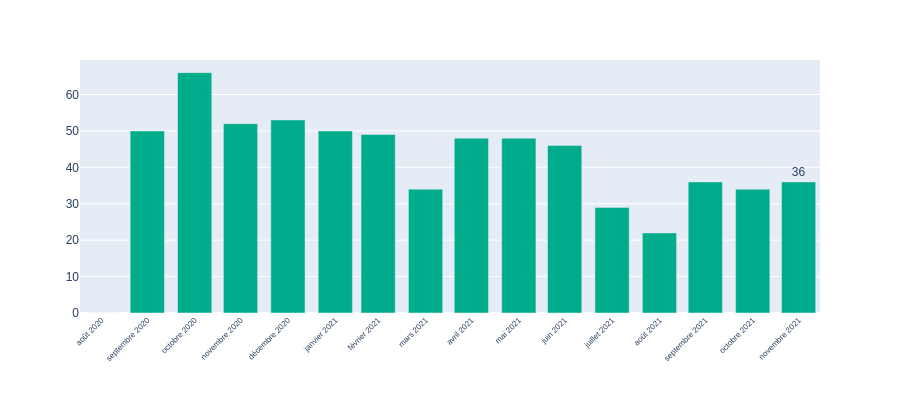 60
50
40
30
20
10
0
36
août 2020
septembre 2020
octobre 2020
novembre 2020
décembre 2020
janvier 2021
février 2021
mars 2021
avril 2021
mai 2021
juin 2021
juillet 2021
août 2021
septembre 2021
octobre 2021
novembre 2021